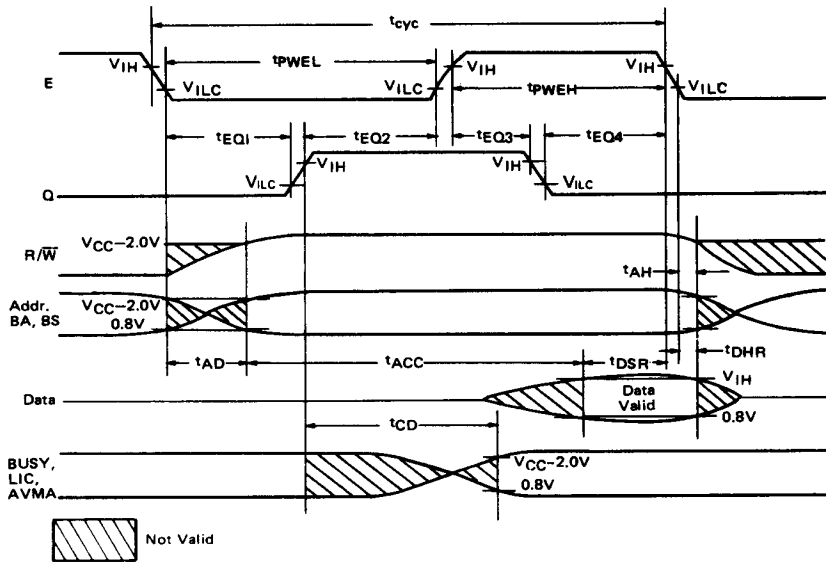 tcyc
VIH
tPWEL
VIH
VIH
E
VILC
VILC
tPWEH
VILC
tEQ1
tEQ2
tEQ3
tEQ4
VIH
VIH
Q
VILC
VILC
R/W̅
VCC−2.0V
tAH
Addr.
BA, BS
VCC−2.0V
0.8V
tAD
tACC
tDSR
tDHR
VIH
Data
Data
Valid
0.8V
tCD
BUSY,
LIC,
AVMA
VCC−2.0V
0.8V
Not Valid